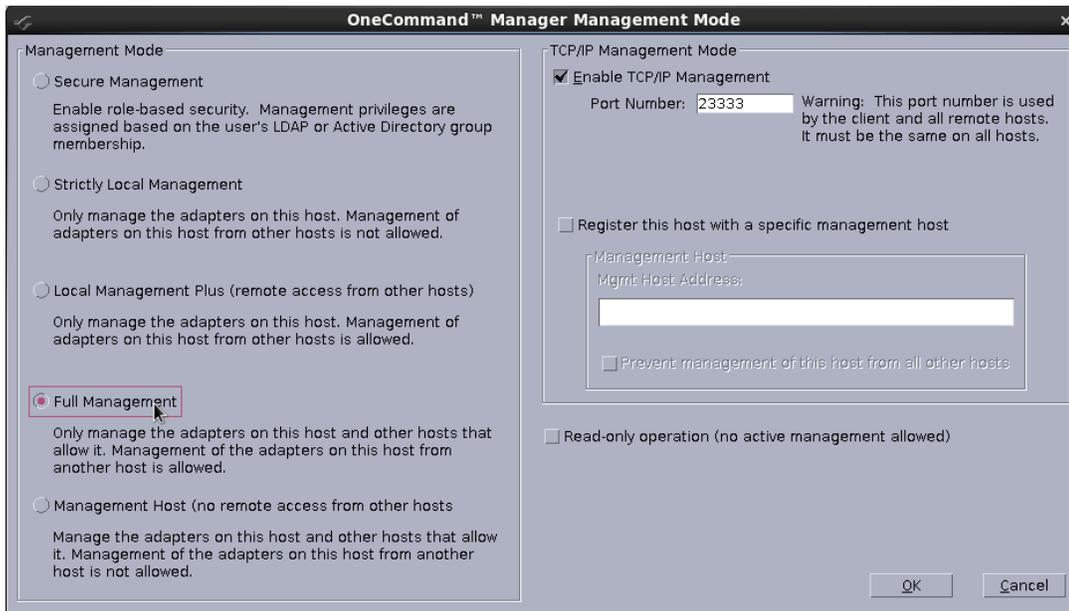 OneCommand™ Manager Management Mode
Management Mode
Secure Management
Enable role-based security. Management privileges are
assigned based on the user's LDAP or Active Directory group
membership.
Strictly Local Management
Only manage the adapters on this host. Management of
adapters on this host from other hosts is not allowed.
Local Management Plus (remote access from other hosts)
Only manage the adapters on this host. Management of
adapters on this host from other hosts is allowed.
Full Management
Only manage the adapters on this host and other hosts that
allow it. Management of the adapters on this host from
another host is allowed.
Management Host (no remote access from other hosts
Manage the adapters on this host and other hosts that allow
it. Management of the adapters on this host from another
host is not allowed.
TCP/IP Management Mode
Enable TCP/IP Management
Port Number: 23333
Warning: This port number is used
by the client and all remote hosts.
It must be the same on all hosts.
Register this host with a specific management host
Management Host
Mgmt Host Address:
Prevent management of this host from all other hosts
Read-only operation (no active management allowed)
OK Cancel